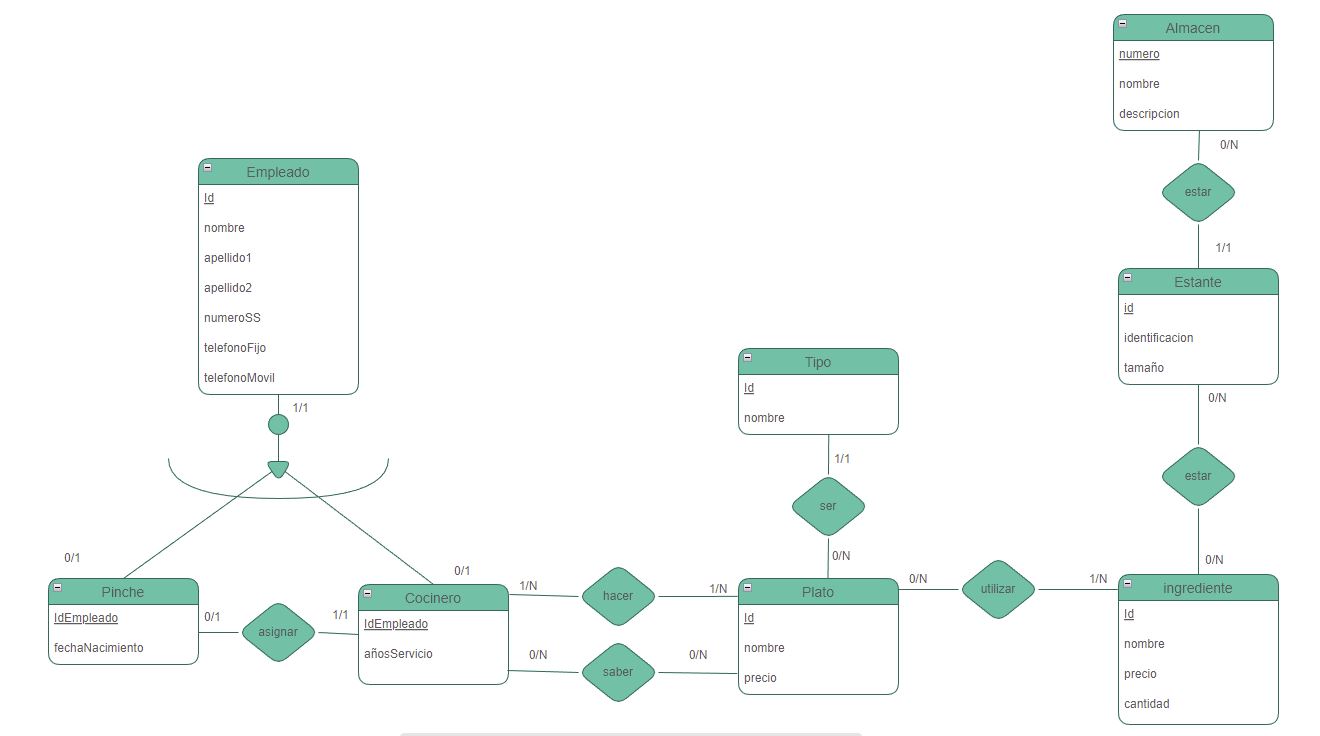 Almacen
numero
nombre
descripcion
0/N
estar
1/1
Estante
id
identificacion
tamaño
0/N
estar
0/N
Empleado
Id
nombre
apellido1
apellido2
numeroSS
telefonoFijo
telefonoMovil
1/1
0/1
0/1
Pinche
IdEmpleado
fechaNacimiento
0/1
asignar
1/1
Cocinero
IdEmpleado
añosServicio
1/N
hacer
1/N
0/N
saber
0/N
Tipo
Id
nombre
1/1
ser
0/N
Plato
Id
nombre
precio
0/N
utilizar
1/N
ingrediente
Id
nombre
precio
cantidad